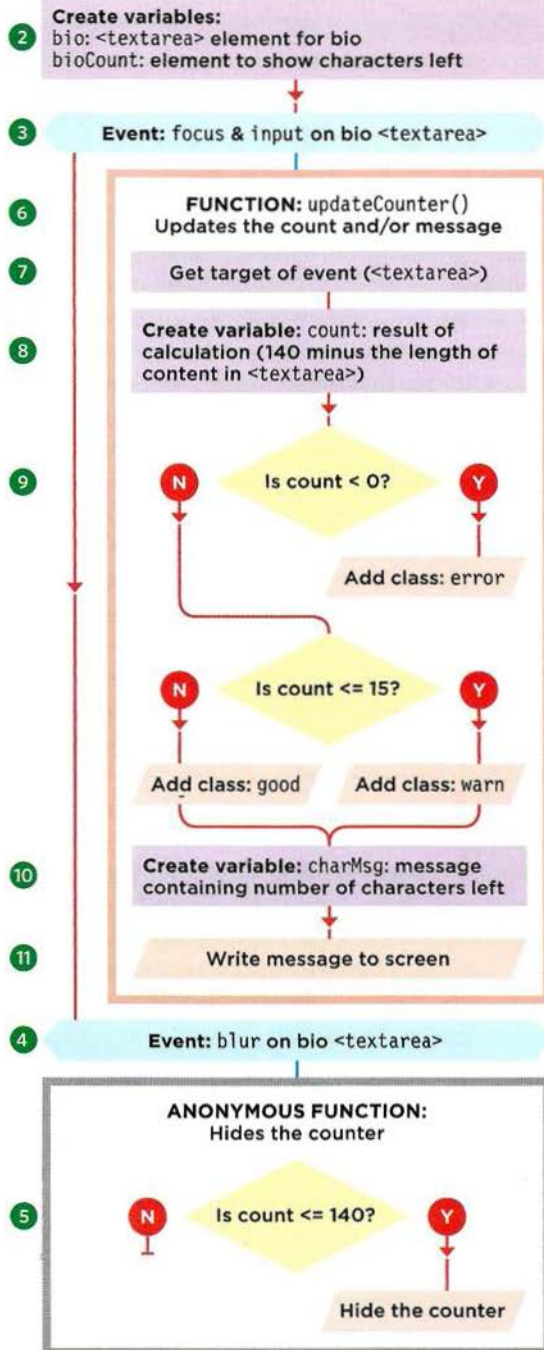 Create variables:
2
bio: <textarea> element for bio
bioCount: element to show characters left
3
Event: focus & input on bio <textarea>
6
FUNCTION: updateCounter()
Updates the count and/or message
7
Get target of event (<textarea>)
8
Create variable: count: result of
calculation (140 minus the length of
content in <textarea>)
9
N
Is count < 0?
Y
Add class: error
N
Is count <= 15?
Y
Add class: good
Add class: warn
10
Create variable: charMsg: message
containing number of characters left
11
Write message to screen
4
Event: blur on bio <textarea>
ANONYMOUS FUNCTION:
Hides the counter
5
N
Is count <= 140?
Y
Hide the counter